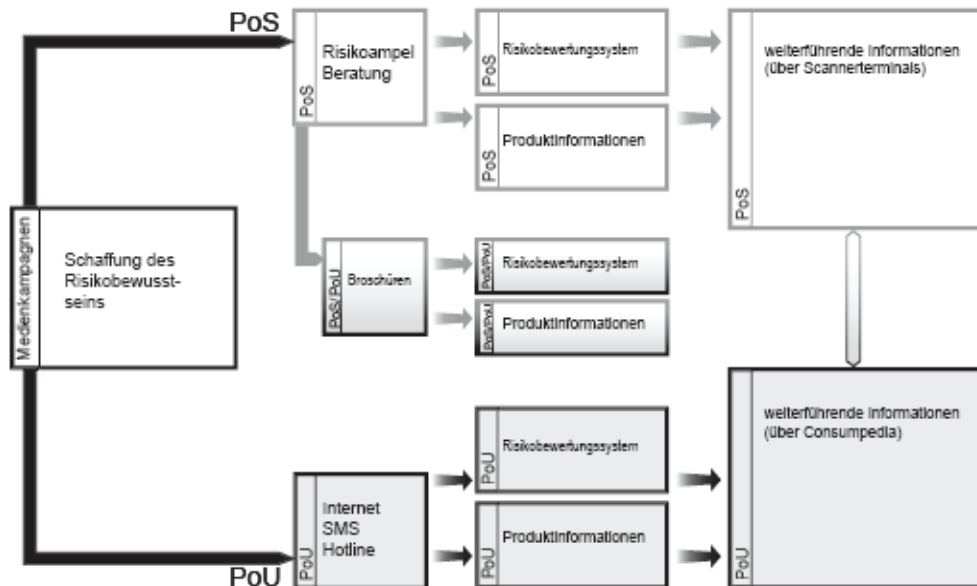 PoS
Risikoampel
Beratung
PoS
Risikobewertungssystem
PoS
Produktinformationen
PoS
weiterführende Informationen
(über Scannerterminals)
PoS
Medienkampagnen
Schaffung des
Risikobewusst-
seins
Broschüren
PoS/PoU
Risikobewertungssystem
PoS/PoU
Produktinformationen
PoS/PoU
Internet
SMS
Hotline
PoU
Risikobewertungssystem
PoU
Produktinformationen
PoU
weiterführende Informationen
(über Consumpedia)
PoU
PoU